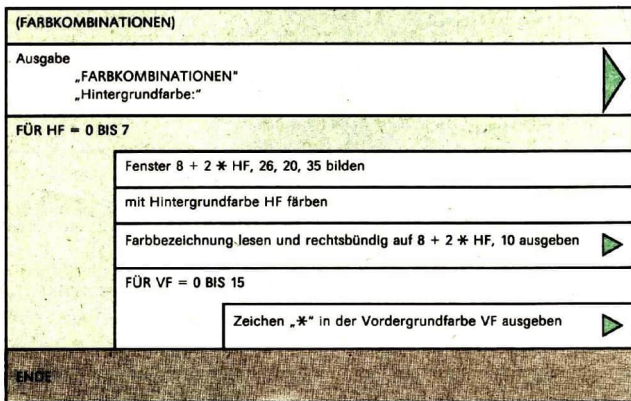 (FARBKOMBINATIONEN)
Ausgabe
„FARBKOMBINATIONEN"
„Hintergrundfarbe:"
FÜR HF = 0 BIS 7
Fenster 8 + 2 * HF, 26, 20, 35 bilden
mit Hintergrundfarbe HF färben
Farbbezeichnung lesen und rechtsbündig auf 8 + 2 * HF, 10 ausgeben
FÜR VF = 0 BIS 15
Zeichen „*" in der Vordergrundfarbe VF ausgeben
ENDE